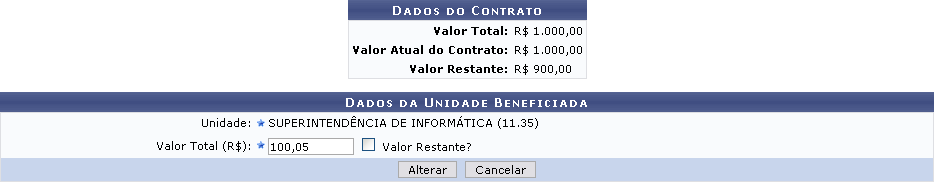 DADOS DO CONTRATO
Valor Total: R$ 1.000,00
Valor Atual do Contrato: R$ 1.000,00
Valor Restante: R$ 900,00
DADOS DA UNIDADE BENEFICIADA
Unidade: SUPERINTENDÊNCIA DE INFORMÁTICA (11.35)
Valor Total (R$): 100,05 Valor Restante?
Alterar Cancelar